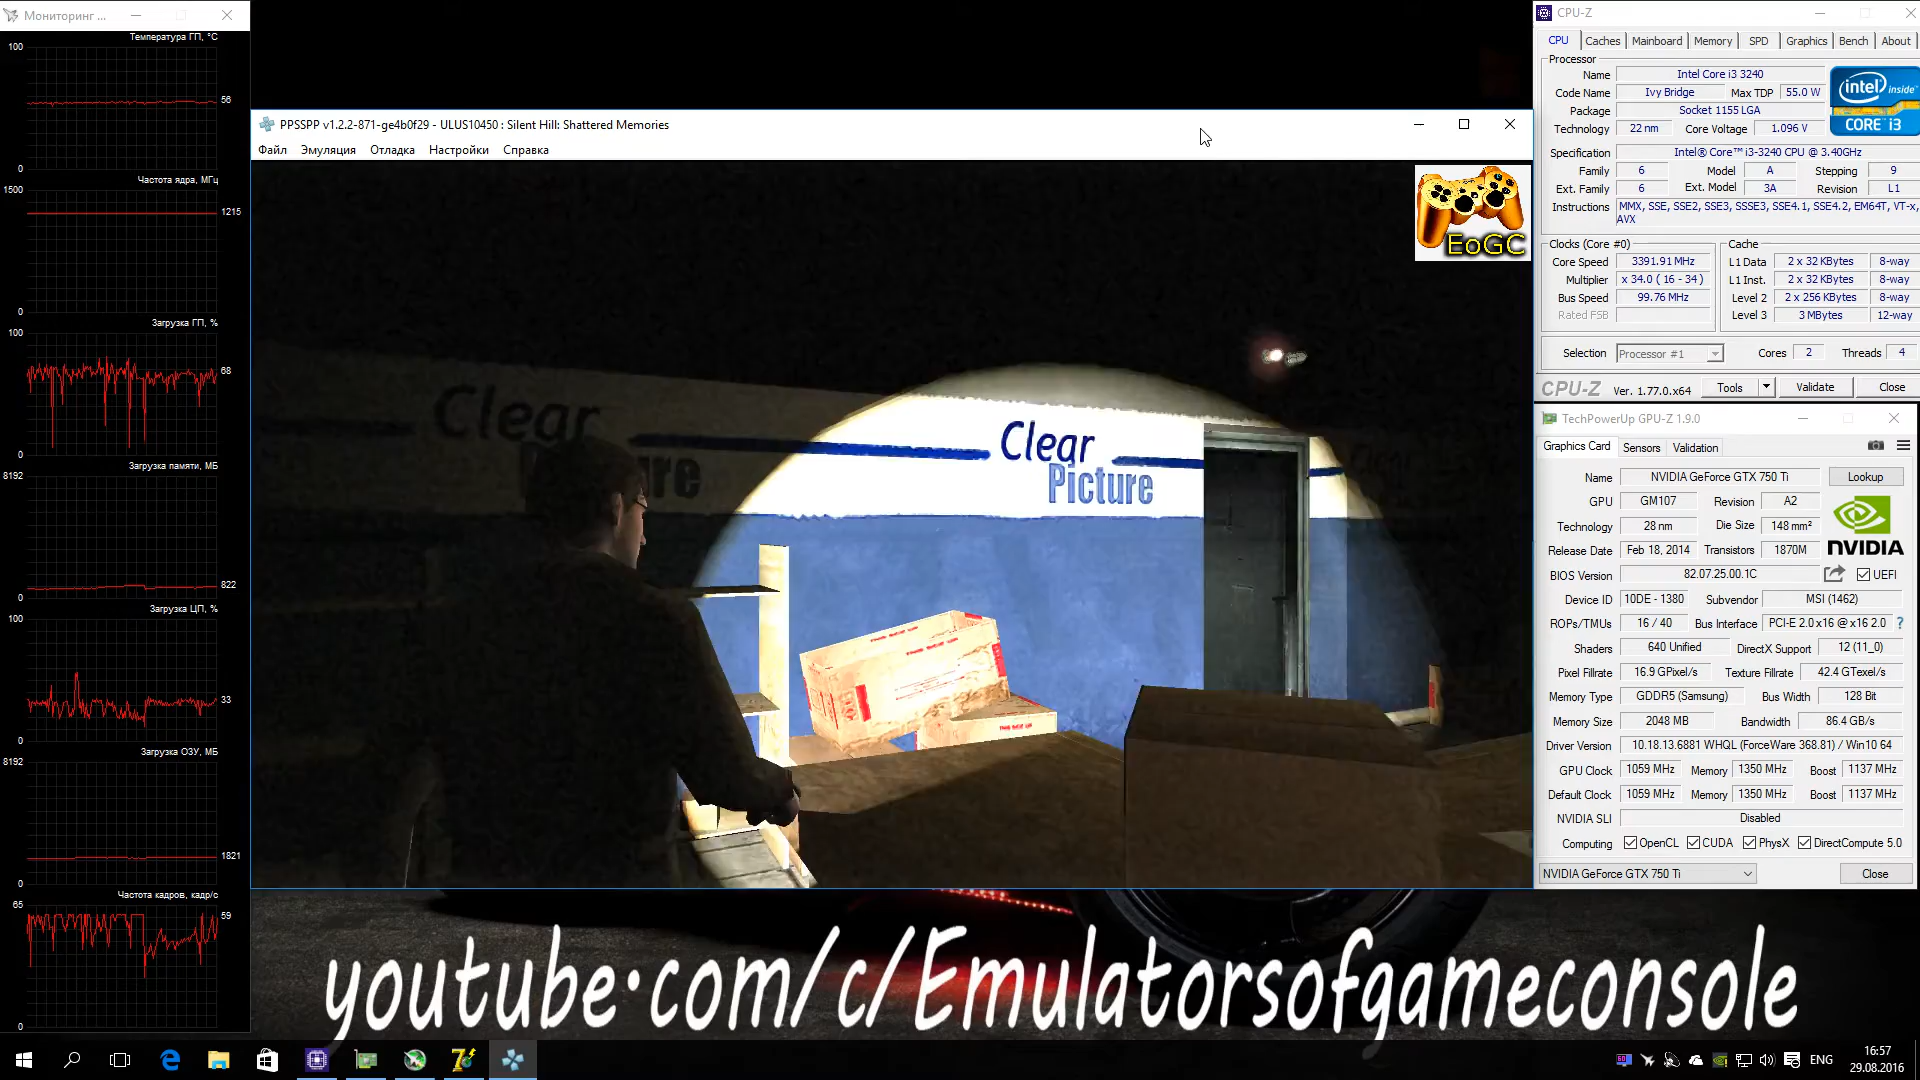 Мониторинг ...
Температура ГП, °C
100
56
0
Частота ядра, МГц
1500
1215
0
Загрузка ГП, %
100
68
0
Загрузка памяти, МБ
8192
822
0
Загрузка ЦП, %
100
33
0
Загрузка ОЗУ, МБ
8192
1821
0
Частота кадров, кадр/с
65
59
0
PPSSPP v1.2.2-871-ge4b0f29 - ULUS10450 : Silent Hill: Shattered Memories
Файл Эмуляция Отладка Настройки Справка
EoGC
Clear
Picture
Clear
Picture
youtube.com/c/Emulatorsofgameconsole
CPU-Z
CPU Caches Mainboard Memory SPD Graphics Bench About
Processor
Name Intel Core i3 3240
Code Name Ivy Bridge Max TDP 55.0 W
Package Socket 1155 LGA
Technology 22 nm Core Voltage 1.096 V
intel inside™
CORE i3
Specification Intel® Core™ i3-3240 CPU @ 3.40GHz
Family 6 Model A Stepping 9
Ext. Family 6 Ext. Model 3A Revision L1
Instructions MMX, SSE, SSE2, SSE3, SSSE3, SSE4.1, SSE4.2, EM64T, VT-x,
AVX
Clocks (Core #0) Cache
Core Speed 3391.91 MHz L1 Data 2 x 32 KBytes 8-way
Multiplier x 34.0 ( 16 - 34 ) L1 Inst. 2 x 32 KBytes 8-way
Bus Speed 99.76 MHz Level 2 2 x 256 KBytes 8-way
Rated FSB Level 3 3 MBytes 12-way
Selection Processor #1 Cores 2 Threads 4
CPU-Z Ver. 1.77.0.x64 Tools Validate Close
TechPowerUp GPU-Z 1.9.0
Graphics Card Sensors Validation
Name NVIDIA GeForce GTX 750 Ti Lookup
GPU GM107 Revision A2
Technology 28 nm Die Size 148 mm²
Release Date Feb 18, 2014 Transistors 1870M
NVIDIA
BIOS Version 82.07.25.00.1C UEFI
Device ID 10DE - 1380 Subvendor MSI (1462)
ROPs/TMUs 16 / 40 Bus Interface PCI-E 2.0 x16 @ x16 2.0 ?
Shaders 640 Unified DirectX Support 12 (11_0)
Pixel Fillrate 16.9 GPixel/s Texture Fillrate 42.4 GTexel/s
Memory Type GDDR5 (Samsung) Bus Width 128 Bit
Memory Size 2048 MB Bandwidth 86.4 GB/s
Driver Version 10.18.13.6881 WHQL (ForceWare 368.81) / Win10 64
GPU Clock 1059 MHz Memory 1350 MHz Boost 1137 MHz
Default Clock 1059 MHz Memory 1350 MHz Boost 1137 MHz
NVIDIA SLI Disabled
Computing OpenCL CUDA PhysX DirectCompute 5.0
NVIDIA GeForce GTX 750 Ti Close
60
ENG
16:57
29.08.2016